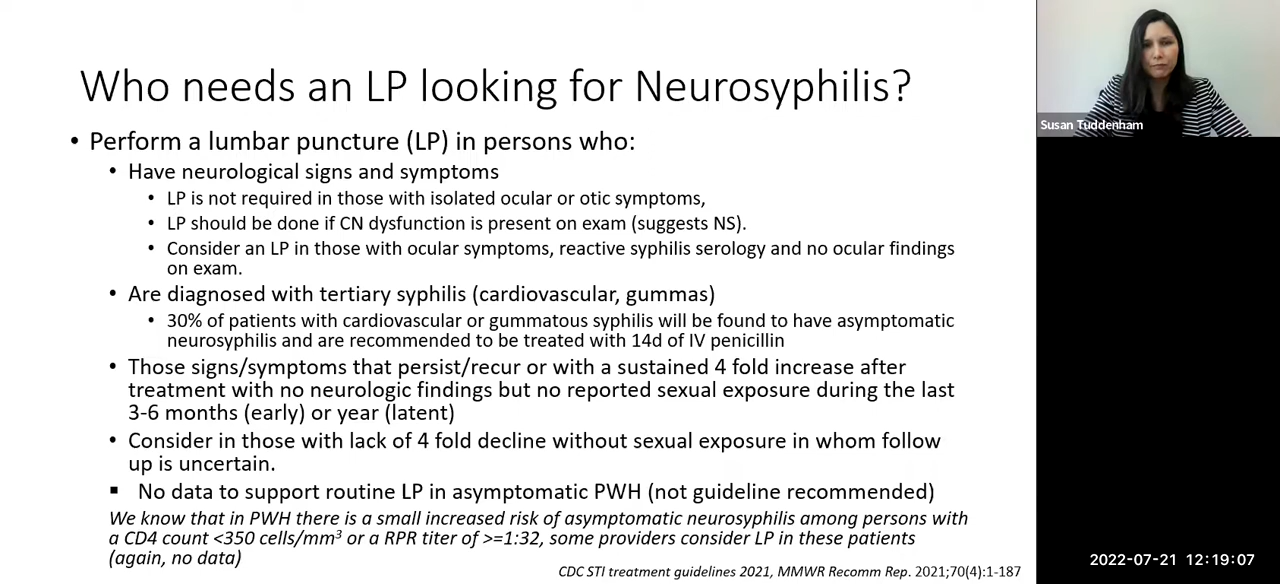 Who needs an LP looking for Neurosyphilis?
• Perform a lumbar puncture (LP) in persons who:
• Have neurological signs and symptoms
• LP is not required in those with isolated ocular or otic symptoms,
• LP should be done if CN dysfunction is present on exam (suggests NS).
• Consider an LP in those with ocular symptoms, reactive syphilis serology and no ocular findings
on exam.
• Are diagnosed with tertiary syphilis (cardiovascular, gummas)
• 30% of patients with cardiovascular or gummatous syphilis will be found to have asymptomatic
neurosyphilis and are recommended to be treated with 14d of IV penicillin
• Those signs/symptoms that persist/recur or with a sustained 4 fold increase after
treatment with no neurologic findings but no reported sexual exposure during the last
3-6 months (early) or year (latent)
• Consider in those with lack of 4 fold decline without sexual exposure in whom follow
up is uncertain.
▪ No data to support routine LP in asymptomatic PWH (not guideline recommended)
We know that in PWH there is a small increased risk of asymptomatic neurosyphilis among persons with
a CD4 count <350 cells/mm³ or a RPR titer of >=1:32, some providers consider LP in these patients
(again, no data)
CDC STI treatment guidelines 2021, MMWR Recomm Rep. 2021;70(4):1-187
Susan Tuddenham
2022-07-21 12:19:07